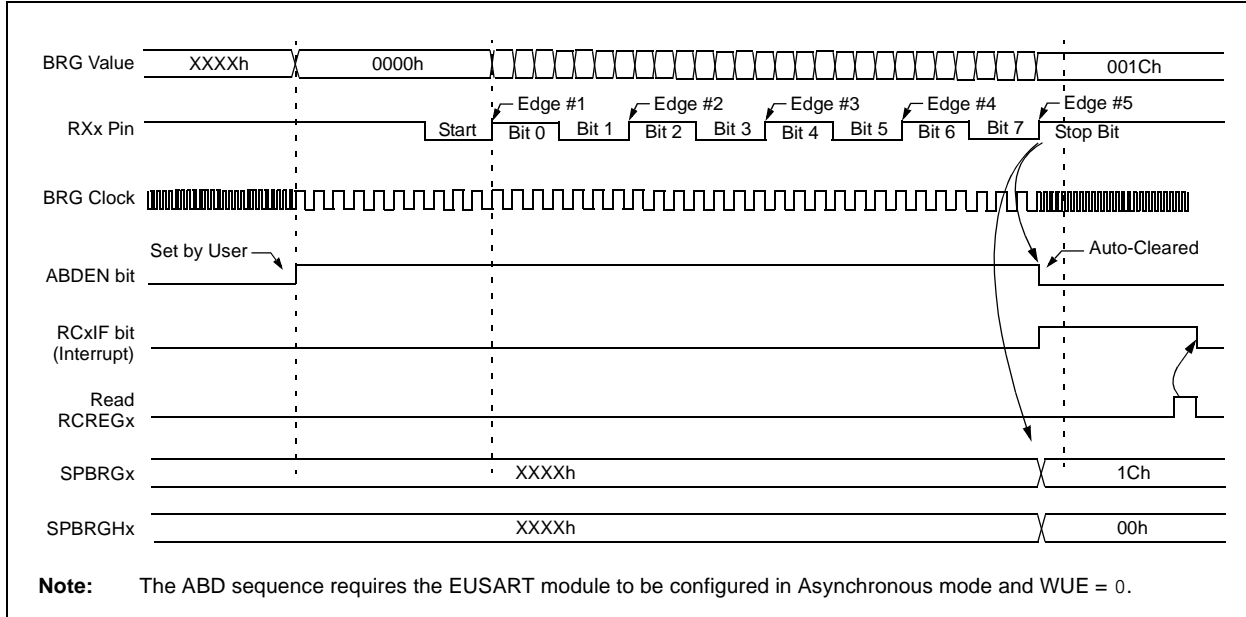 BRG Value XXXXh 0000h 001Ch
Edge #1 Edge #2 Edge #3 Edge #4 Edge #5
RXx Pin Start Bit 0 Bit 1 Bit 2 Bit 3 Bit 4 Bit 5 Bit 6 Bit 7 Stop Bit
BRG Clock
Set by User Auto-Cleared
ABDEN bit
RCxIF bit
(Interrupt)
Read
RCREGx
SPBRGx XXXXh 1Ch
SPBRGHx XXXXh 00h
Note: The ABD sequence requires the EUSART module to be configured in Asynchronous mode and WUE = 0.